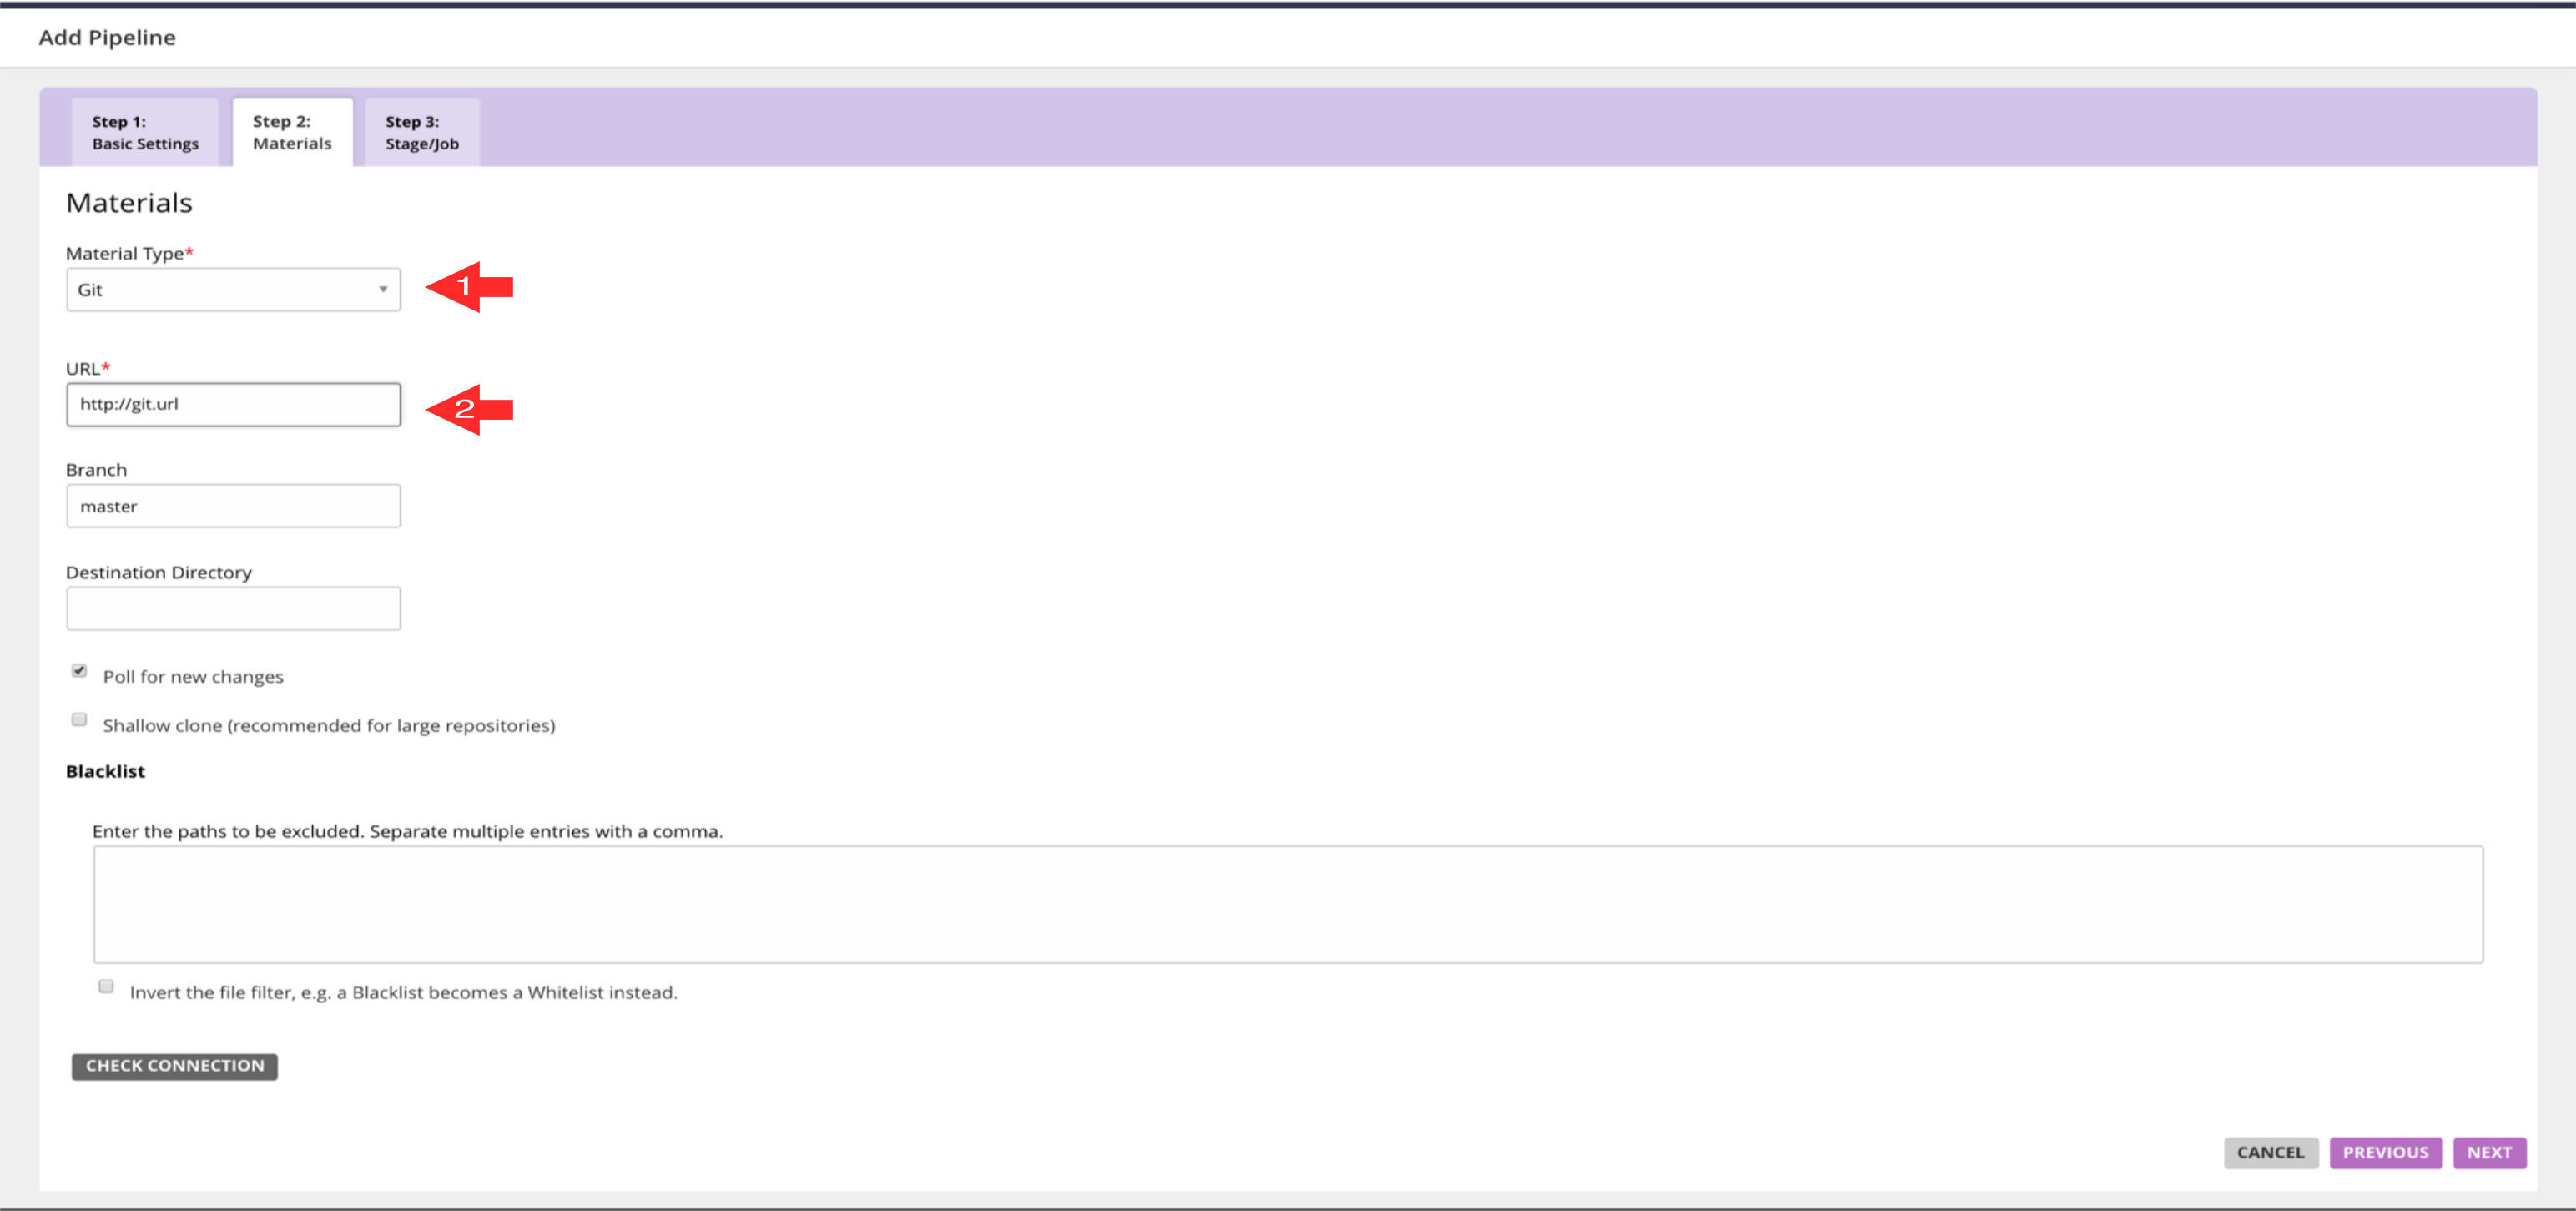 Add Pipeline
Step 1:
Basic Settings
Step 2:
Materials
Step 3:
Stage/Job
Materials
Material Type*
Git
1
URL*
http://git.url
2
Branch
master
Destination Directory
Poll for new changes
Shallow clone (recommended for large repositories)
Blacklist
Enter the paths to be excluded. Separate multiple entries with a comma.
Invert the file filter, e.g. a Blacklist becomes a Whitelist instead.
CHECK CONNECTION
CANCEL PREVIOUS NEXT